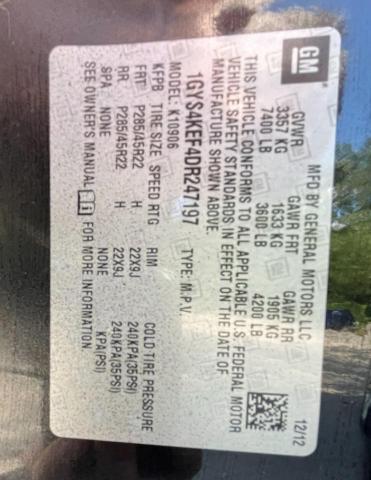 GM
MFD BY GENERAL MOTORS LLC 12/12
GVWR GAWR FRT GAWR RR
3357 KG 1633 KG 1905 KG
7400 LB 3600 LB 4200 LB
THIS VEHICLE CONFORMS TO ALL APPLICABLE U.S. FEDERAL MOTOR
VEHICLE SAFETY STANDARDS IN EFFECT ON THE DATE OF
MANUFACTURE SHOWN ABOVE.
1GYS4KEF4DR247197 TYPE: M.P.V.
MODEL: K10906
KFPB TIRE SIZE SPEED RTG RIM COLD TIRE PRESSURE
FRT P285/45R22 H 22X9J 240KPA(35PSI)
RR P285/45R22 H 22X9J 240KPA(35PSI)
SPA NONE NONE KPA(PSI)
SEE OWNER'S MANUAL FOR MORE INFORMATION